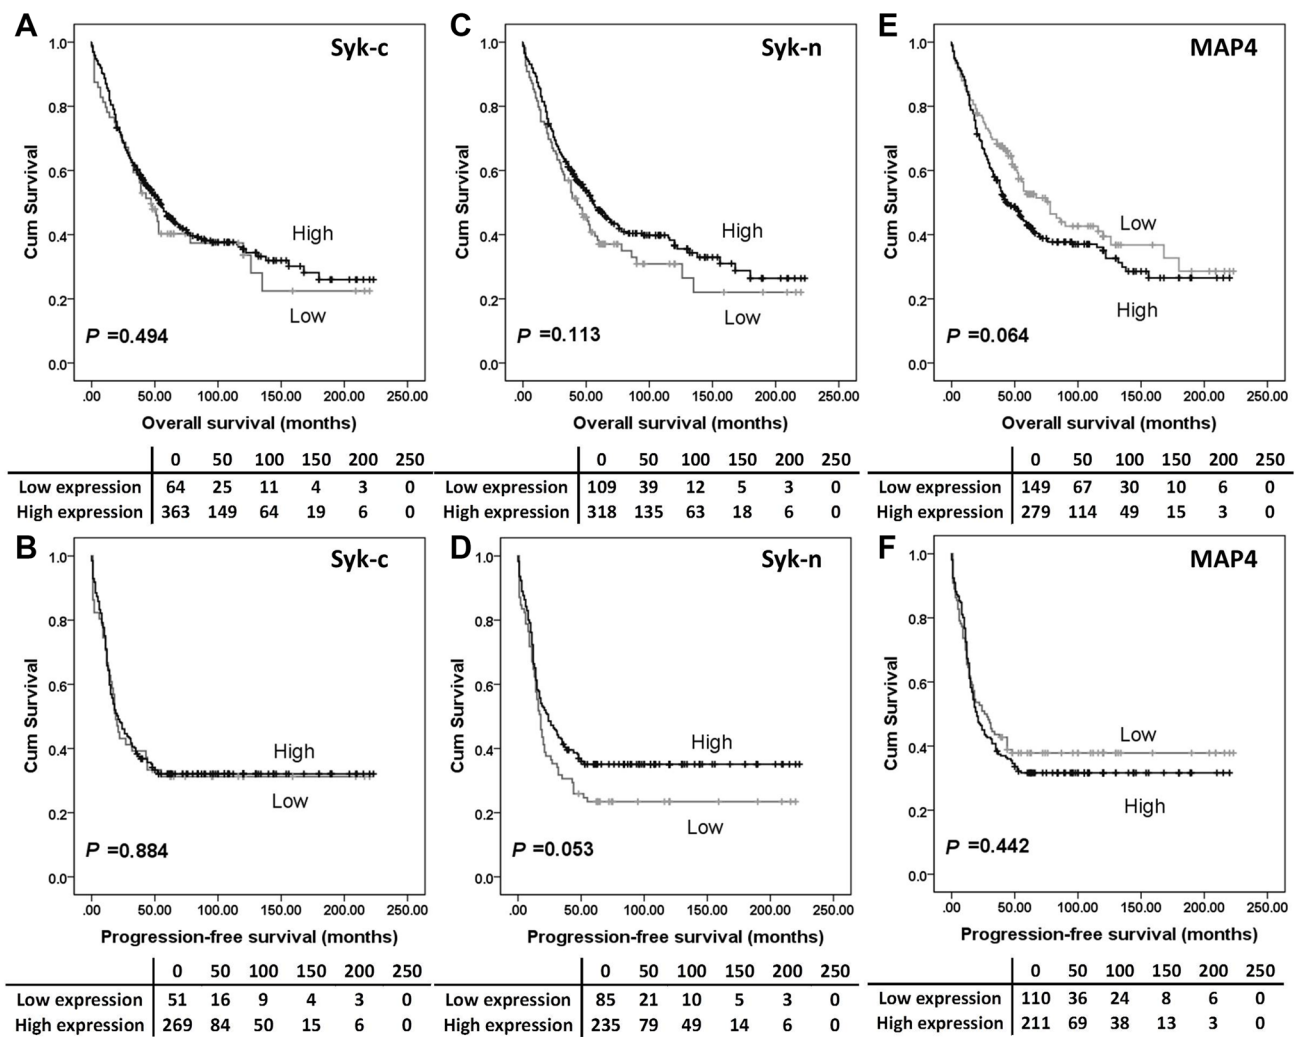 A
Syk-c
Cum Survival
1.0
0.8
0.6
0.4
0.2
0.0
High
Low
P =0.494
.00 50.00 100.00 150.00 200.00 250.00
Overall survival (months)
0 50 100 150 200 250
Low expression 64 25 11 4 3 0
High expression 363 149 64 19 6 0
C
Syk-n
Cum Survival
1.0
0.8
0.6
0.4
0.2
0.0
High
Low
P =0.113
.00 50.00 100.00 150.00 200.00 250.00
Overall survival (months)
0 50 100 150 200 250
Low expression 109 39 12 5 3 0
High expression 318 135 63 18 6 0
E
MAP4
Cum Survival
1.0
0.8
0.6
0.4
0.2
0.0
Low
High
P =0.064
.00 50.00 100.00 150.00 200.00 250.00
Overall survival (months)
0 50 100 150 200 250
Low expression 149 67 30 10 6 0
High expression 279 114 49 15 3 0
B
Syk-c
Cum Survival
1.0
0.8
0.6
0.4
0.2
0.0
High
Low
P =0.884
.00 50.00 100.00 150.00 200.00 250.00
Progression-free survival (months)
0 50 100 150 200 250
Low expression 51 16 9 4 3 0
High expression 269 84 50 15 6 0
D
Syk-n
Cum Survival
1.0
0.8
0.6
0.4
0.2
0.0
High
Low
P =0.053
.00 50.00 100.00 150.00 200.00 250.00
Progression-free survival (months)
0 50 100 150 200 250
Low expression 85 21 10 5 3 0
High expression 235 79 49 14 6 0
F
MAP4
Cum Survival
1.0
0.8
0.6
0.4
0.2
0.0
Low
High
P =0.442
.00 50.00 100.00 150.00 200.00 250.00
Progression-free survival (months)
0 50 100 150 200 250
Low expression 110 36 24 8 6 0
High expression 211 69 38 13 3 0